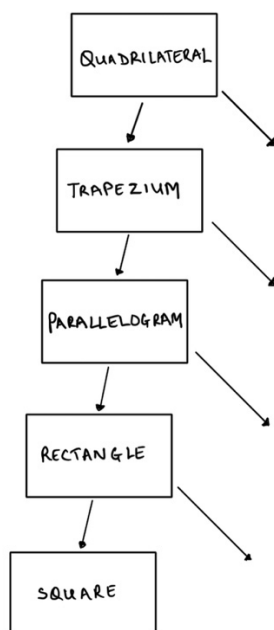 QUADRILATERAL
TRAPEZIUM
PARALLELOGRAM
RECTANGLE
SQUARE